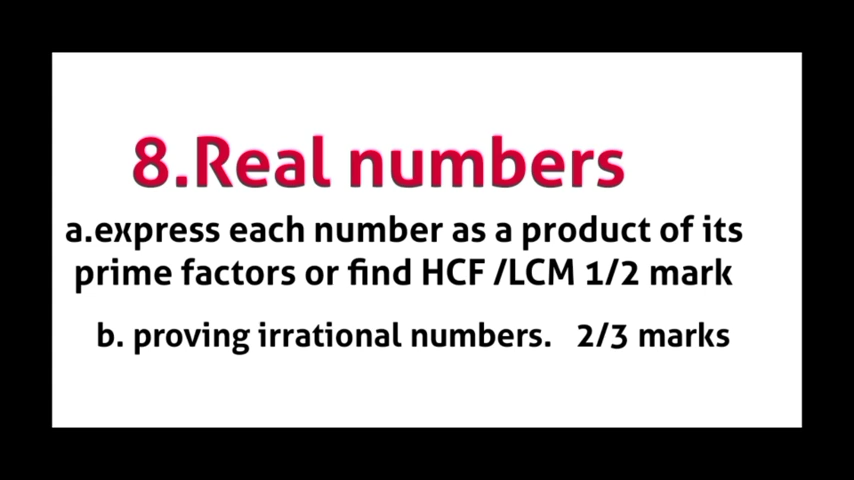 8.Real numbers
a.express each number as a product of its
prime factors or find HCF /LCM 1/2 mark
b. proving irrational numbers. 2/3 marks